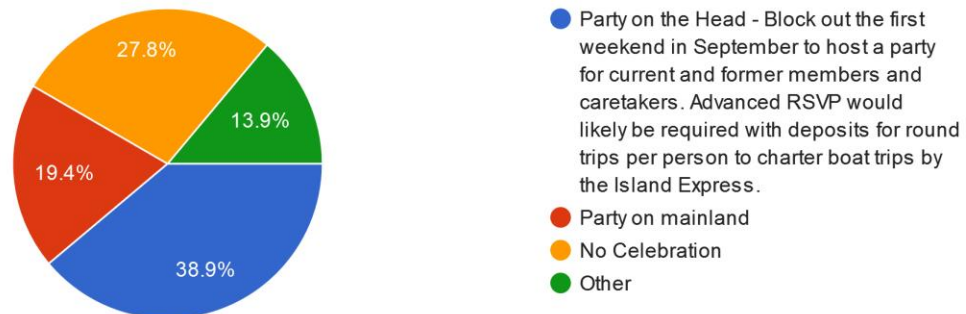 27.8%
13.9%
19.4%
38.9%
Party on the Head - Block out the first
weekend in September to host a party
for current and former members and
caretakers. Advanced RSVP would
likely be required with deposits for round
trips per person to charter boat trips by
the Island Express.
Party on mainland
No Celebration
Other